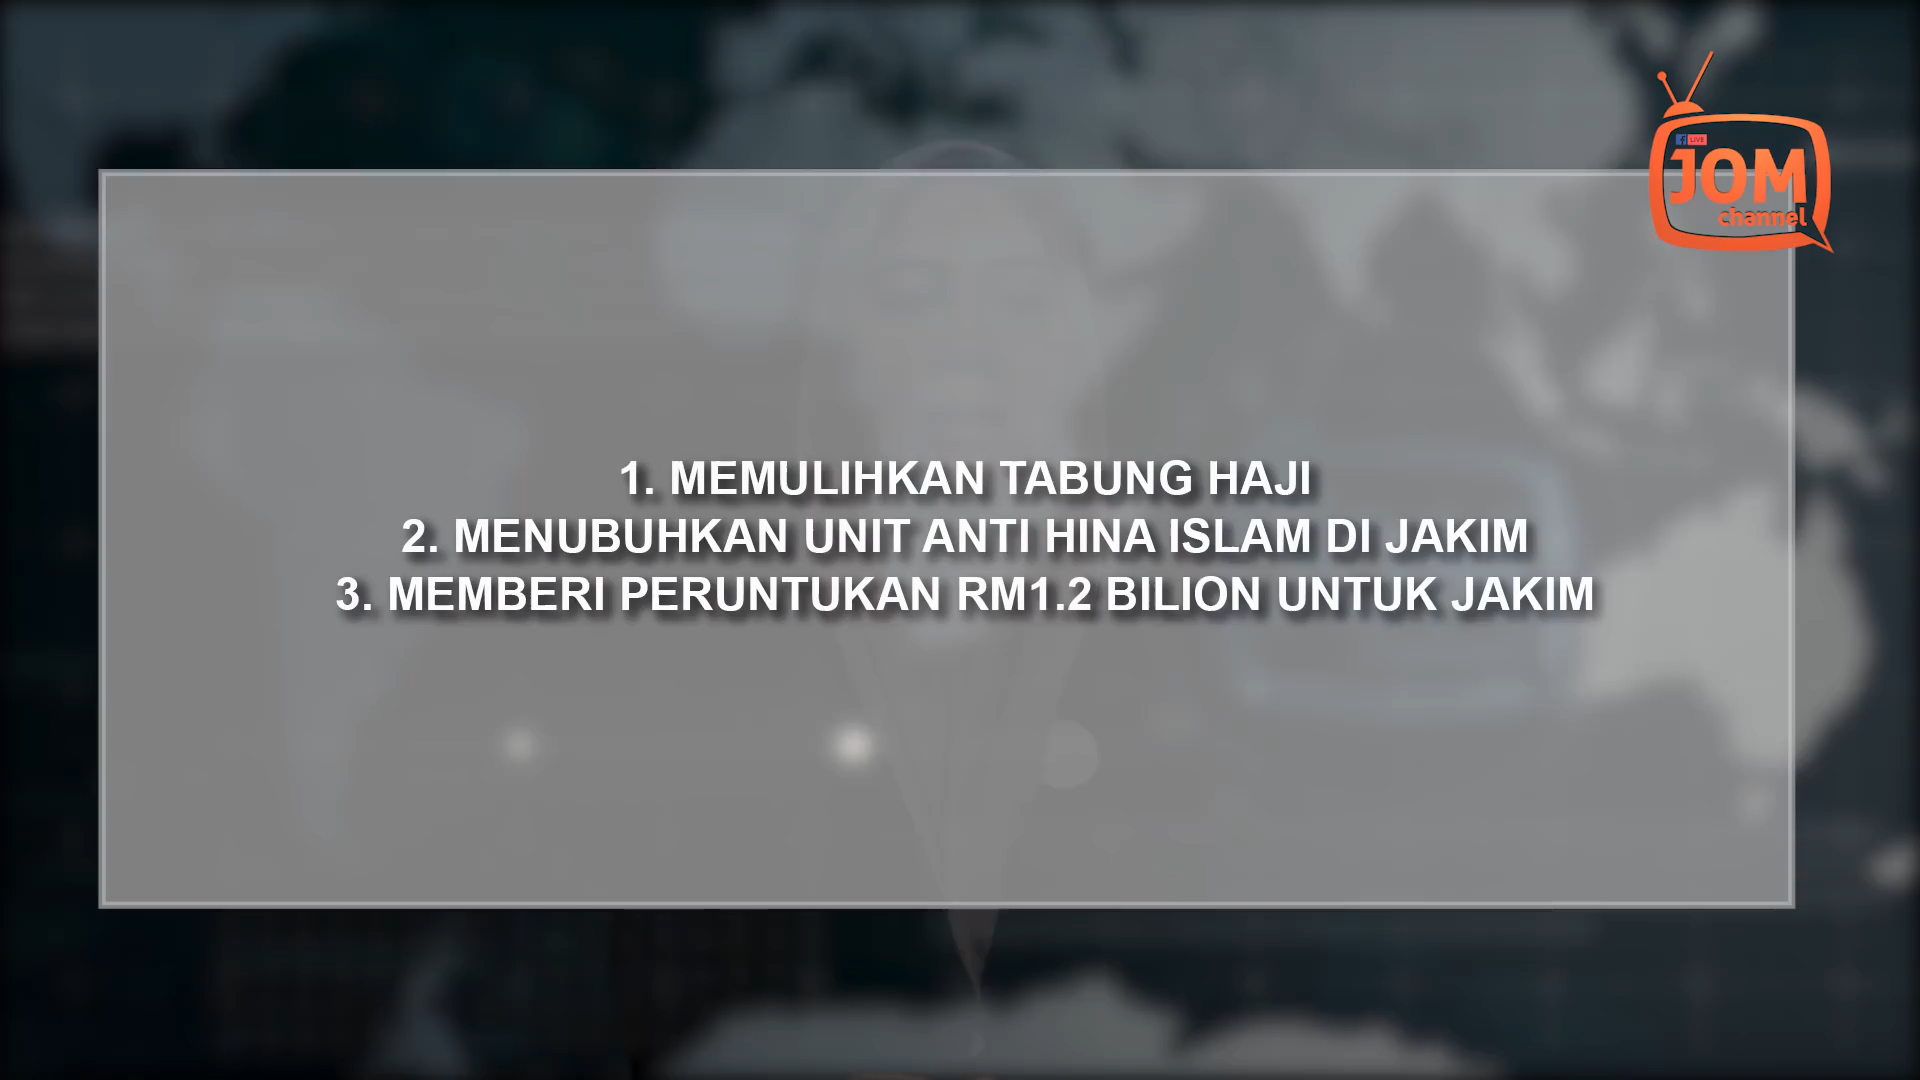 LIVE
JOM
channel
1. MEMULIHKAN TABUNG HAJI
2. MENUBUHKAN UNIT ANTI HINA ISLAM DI JAKIM
3. MEMBERI PERUNTUKAN RM1.2 BILION UNTUK JAKIM